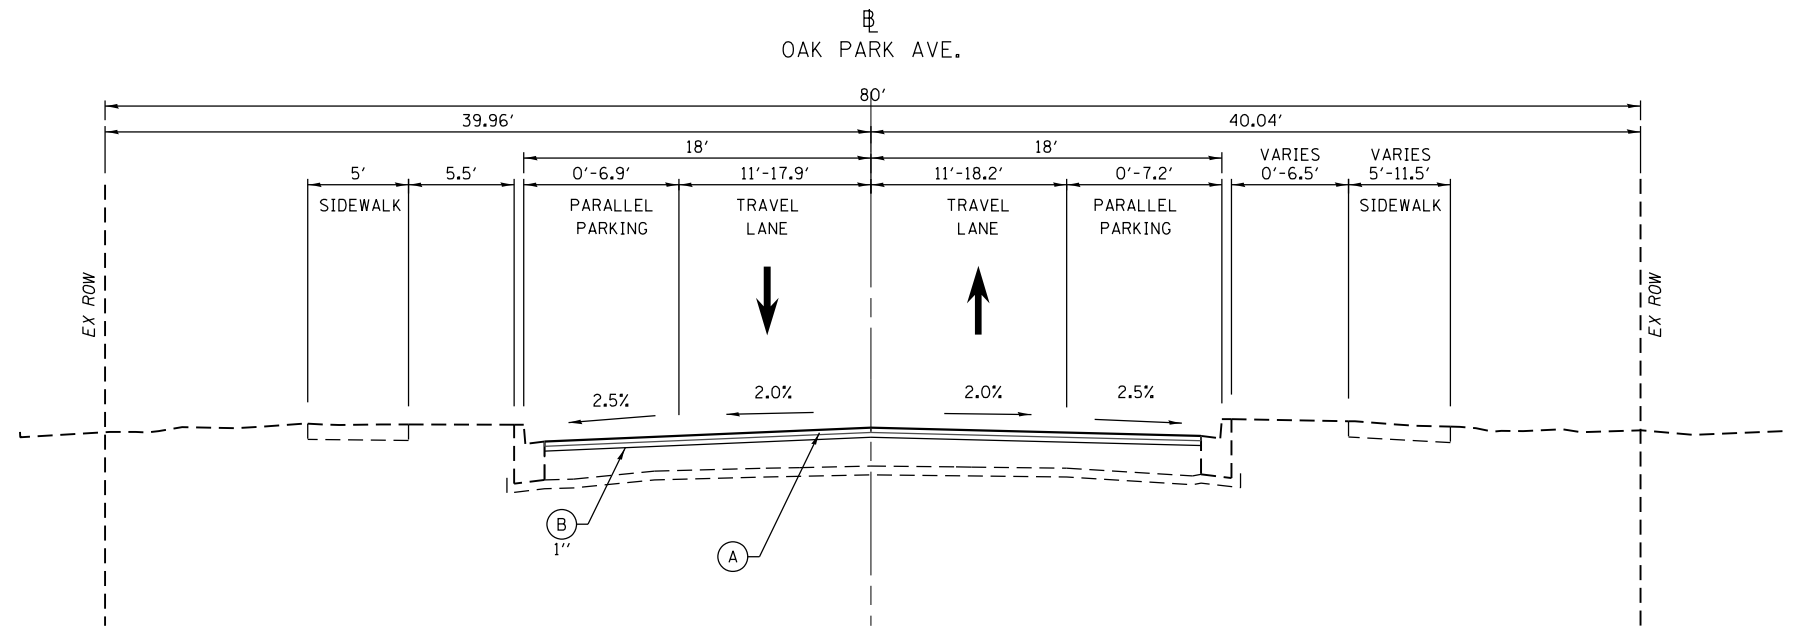 ℄
OAK PARK AVE.
80'
39.96' 40.04'
18' 18'
VARIES VARIES
5' 5.5' 0'-6.9' 11'-17.9' 11'-18.2' 0'-7.2' 0'-6.5' 5'-11.5'
SIDEWALK PARALLEL TRAVEL TRAVEL PARALLEL SIDEWALK
PARKING LANE LANE PARKING
EX ROW EX ROW
2.5% 2.0% 2.0% 2.5%
B
1''
A